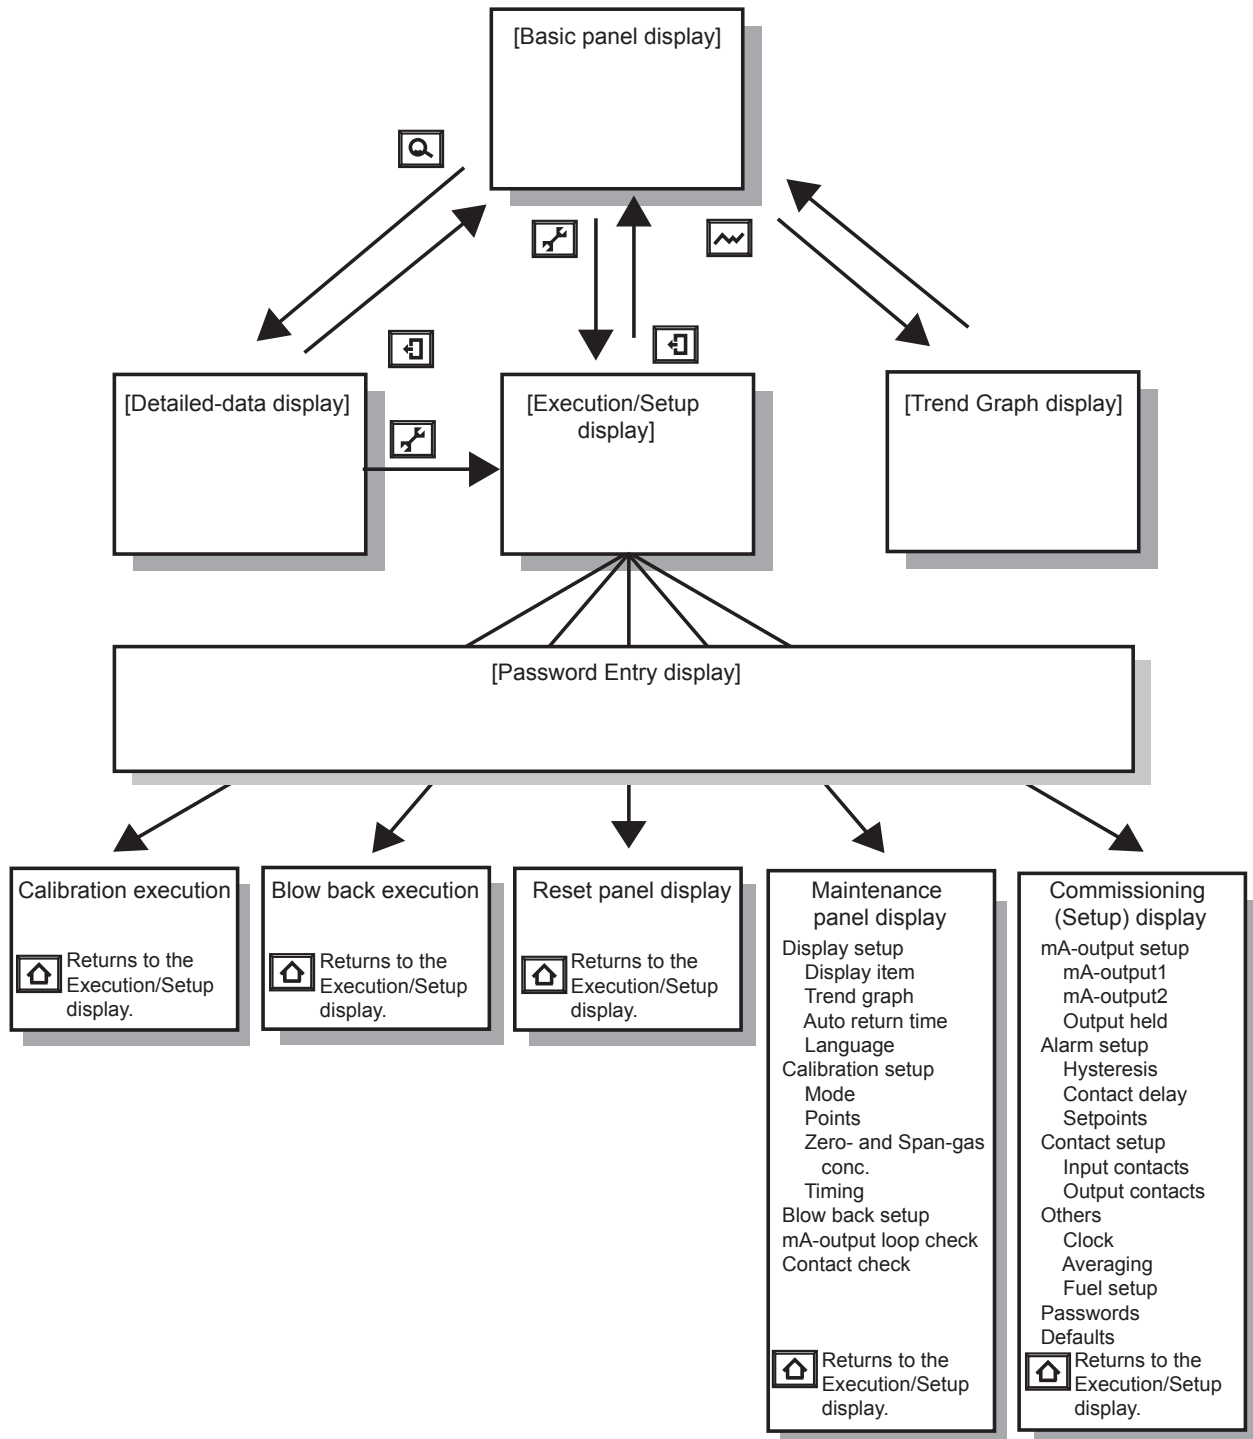 [Basic panel display]
[Detailed-data display]
[Execution/Setup
display]
[Trend Graph display]
[Password Entry display]
Calibration execution
Returns to the
Execution/Setup
display.
Blow back execution
Returns to the
Execution/Setup
display.
Reset panel display
Returns to the
Execution/Setup
display.
Maintenance
panel display
Display setup
Display item
Trend graph
Auto return time
Language
Calibration setup
Mode
Points
Zero- and Span-gas
conc.
Timing
Blow back setup
mA-output loop check
Contact check
Returns to the
Execution/Setup
display.
Commissioning
(Setup) display
mA-output setup
mA-output1
mA-output2
Output held
Alarm setup
Hysteresis
Contact delay
Setpoints
Contact setup
Input contacts
Output contacts
Others
Clock
Averaging
Fuel setup
Passwords
Defaults
Returns to the
Execution/Setup
display.